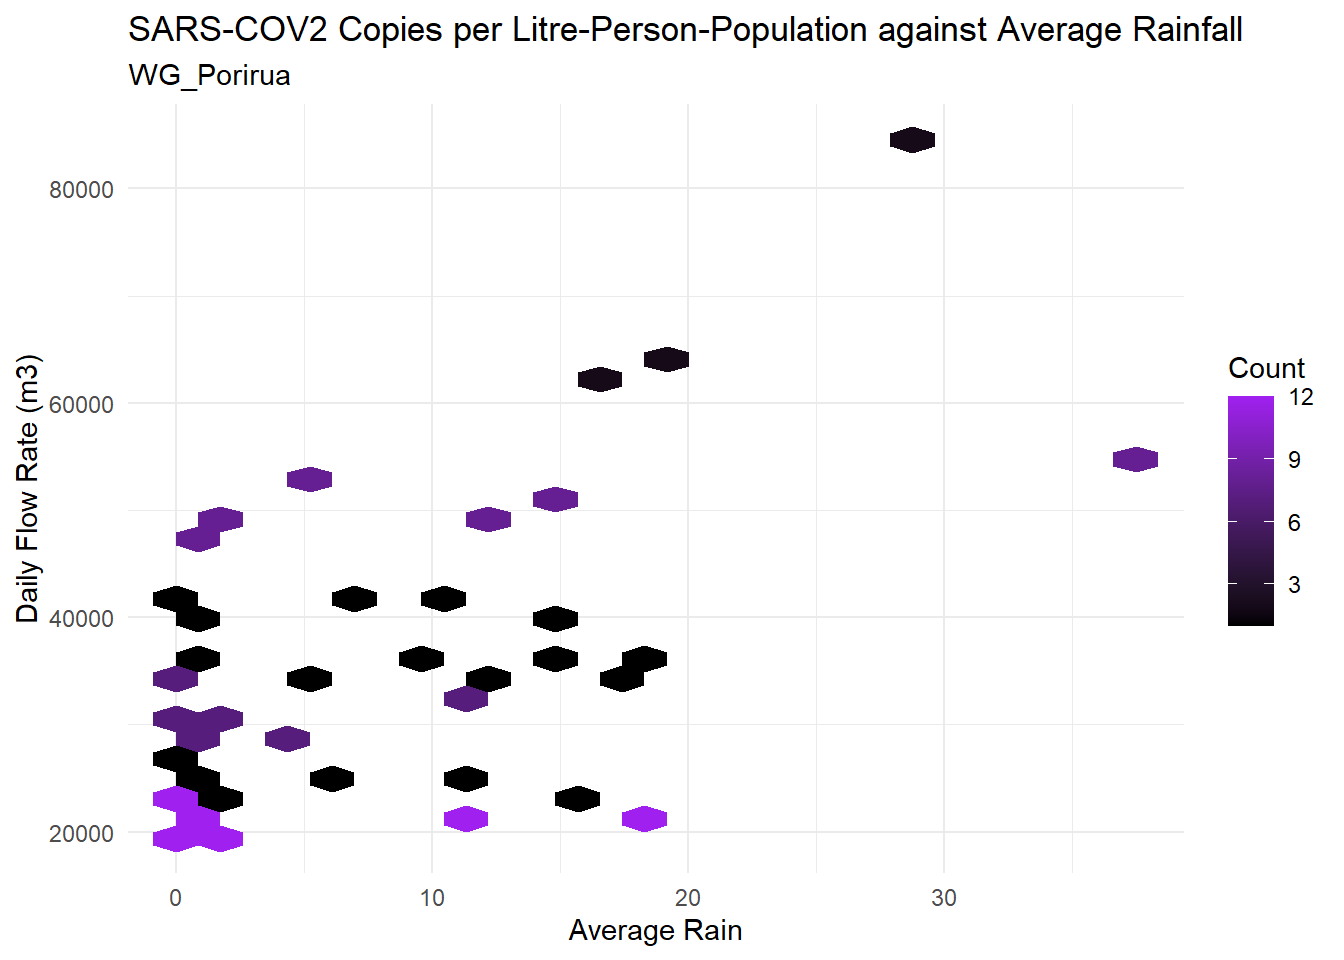 SARS-COV2 Copies per Litre-Person-Population against Average Rainfall
WG_Porirua
Daily Flow Rate (m3)
80000
60000
40000
20000
0
10
20
30
Average Rain
Count
12
9
6
3